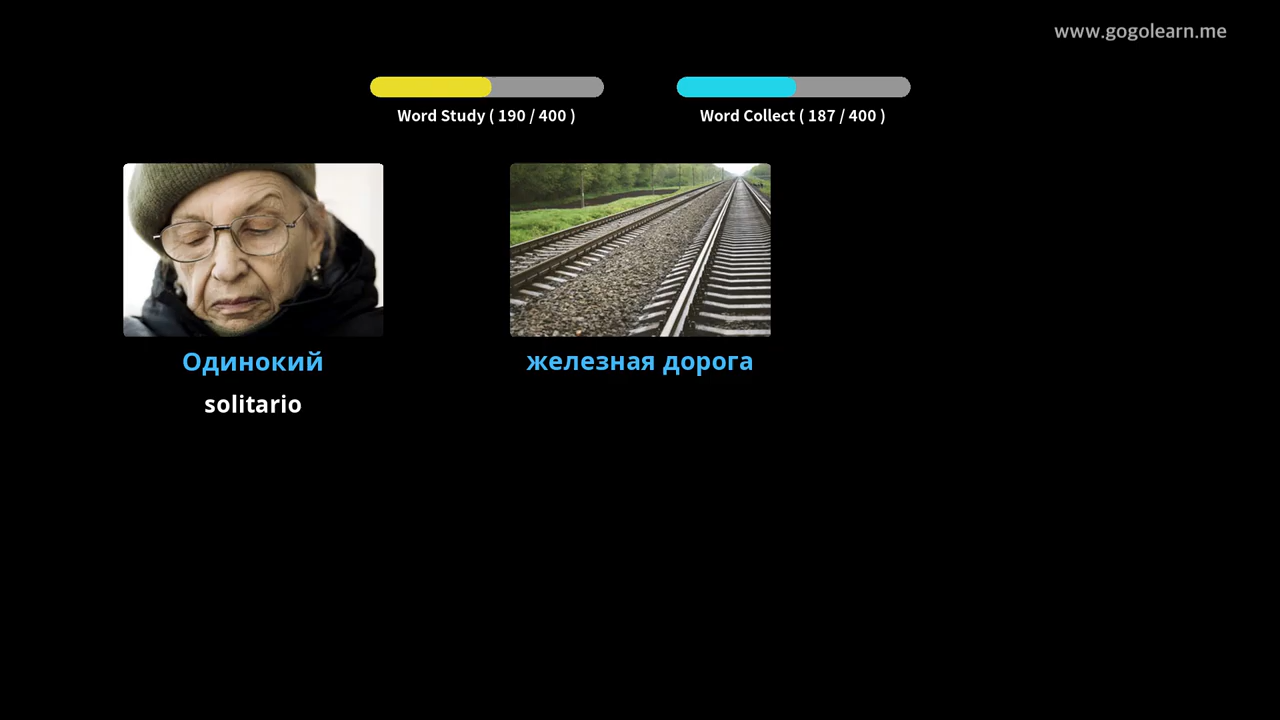 www.gogolearn.me
Word Study ( 190 / 400 )
Word Collect ( 187 / 400 )
Одинокий
железная дорога
solitario